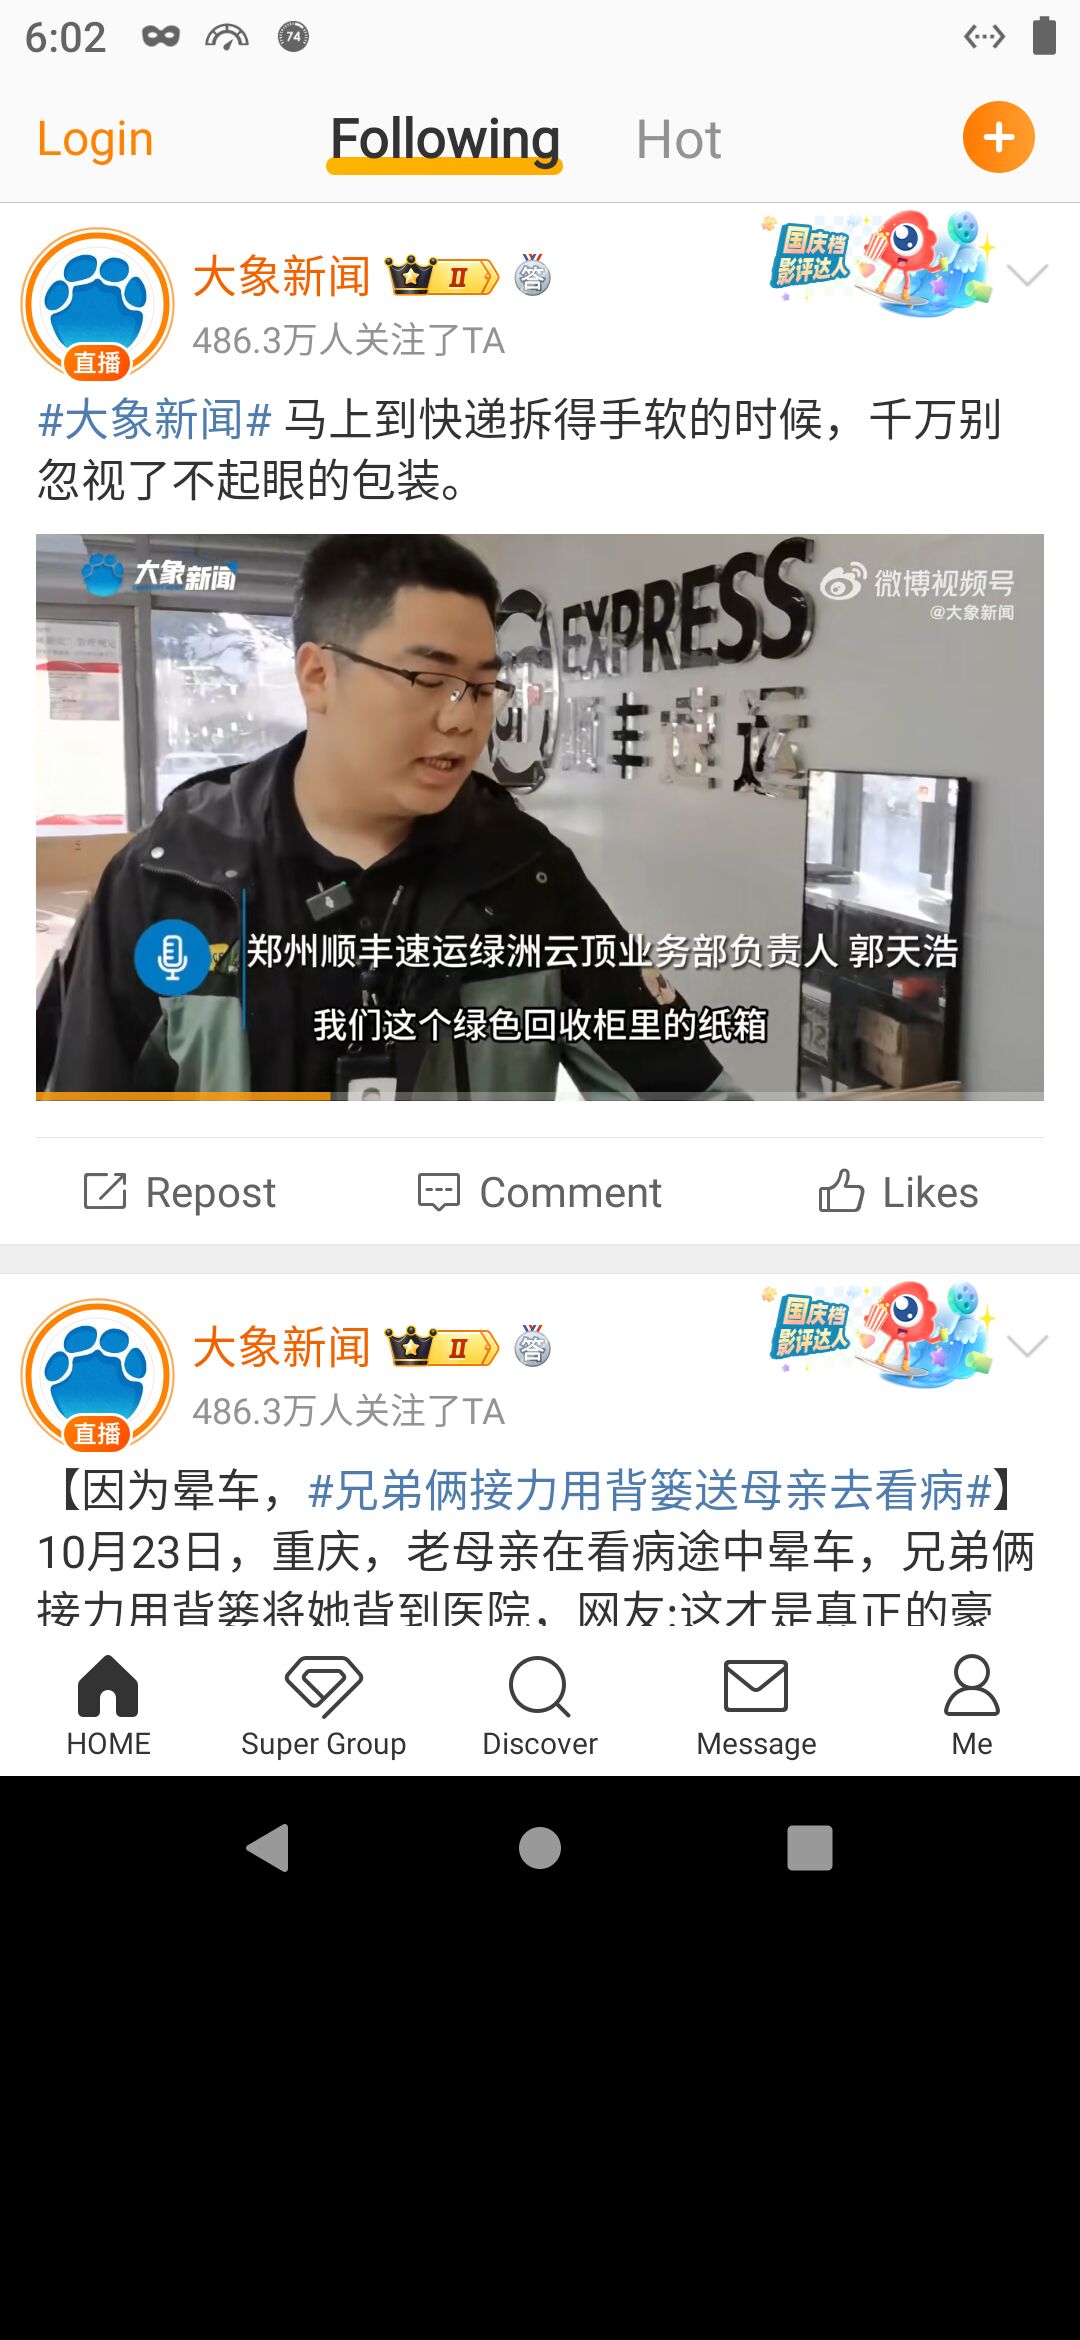 6:02
74
Login
Following
Hot
国庆档
影评达人
大象新闻
II
答
486.3万人关注了TA
直播
#大象新闻# 马上到快递拆得手软的时候，千万别
忽视了不起眼的包装。
大象新闻
微博视频号
@大象新闻
EXPRESS
顺丰速运
郑州顺丰速运绿洲云顶业务部负责人 郭天浩
我们这个绿色回收柜里的纸箱
Repost
Comment
Likes
国庆档
影评达人
大象新闻
II
答
486.3万人关注了TA
直播
【因为晕车，#兄弟俩接力用背篓送母亲去看病#】
10月23日，重庆，老母亲在看病途中晕车，兄弟俩
接力用背篓将她背到医院，网友:这才是真正的豪
HOME
Super Group
Discover
Message
Me